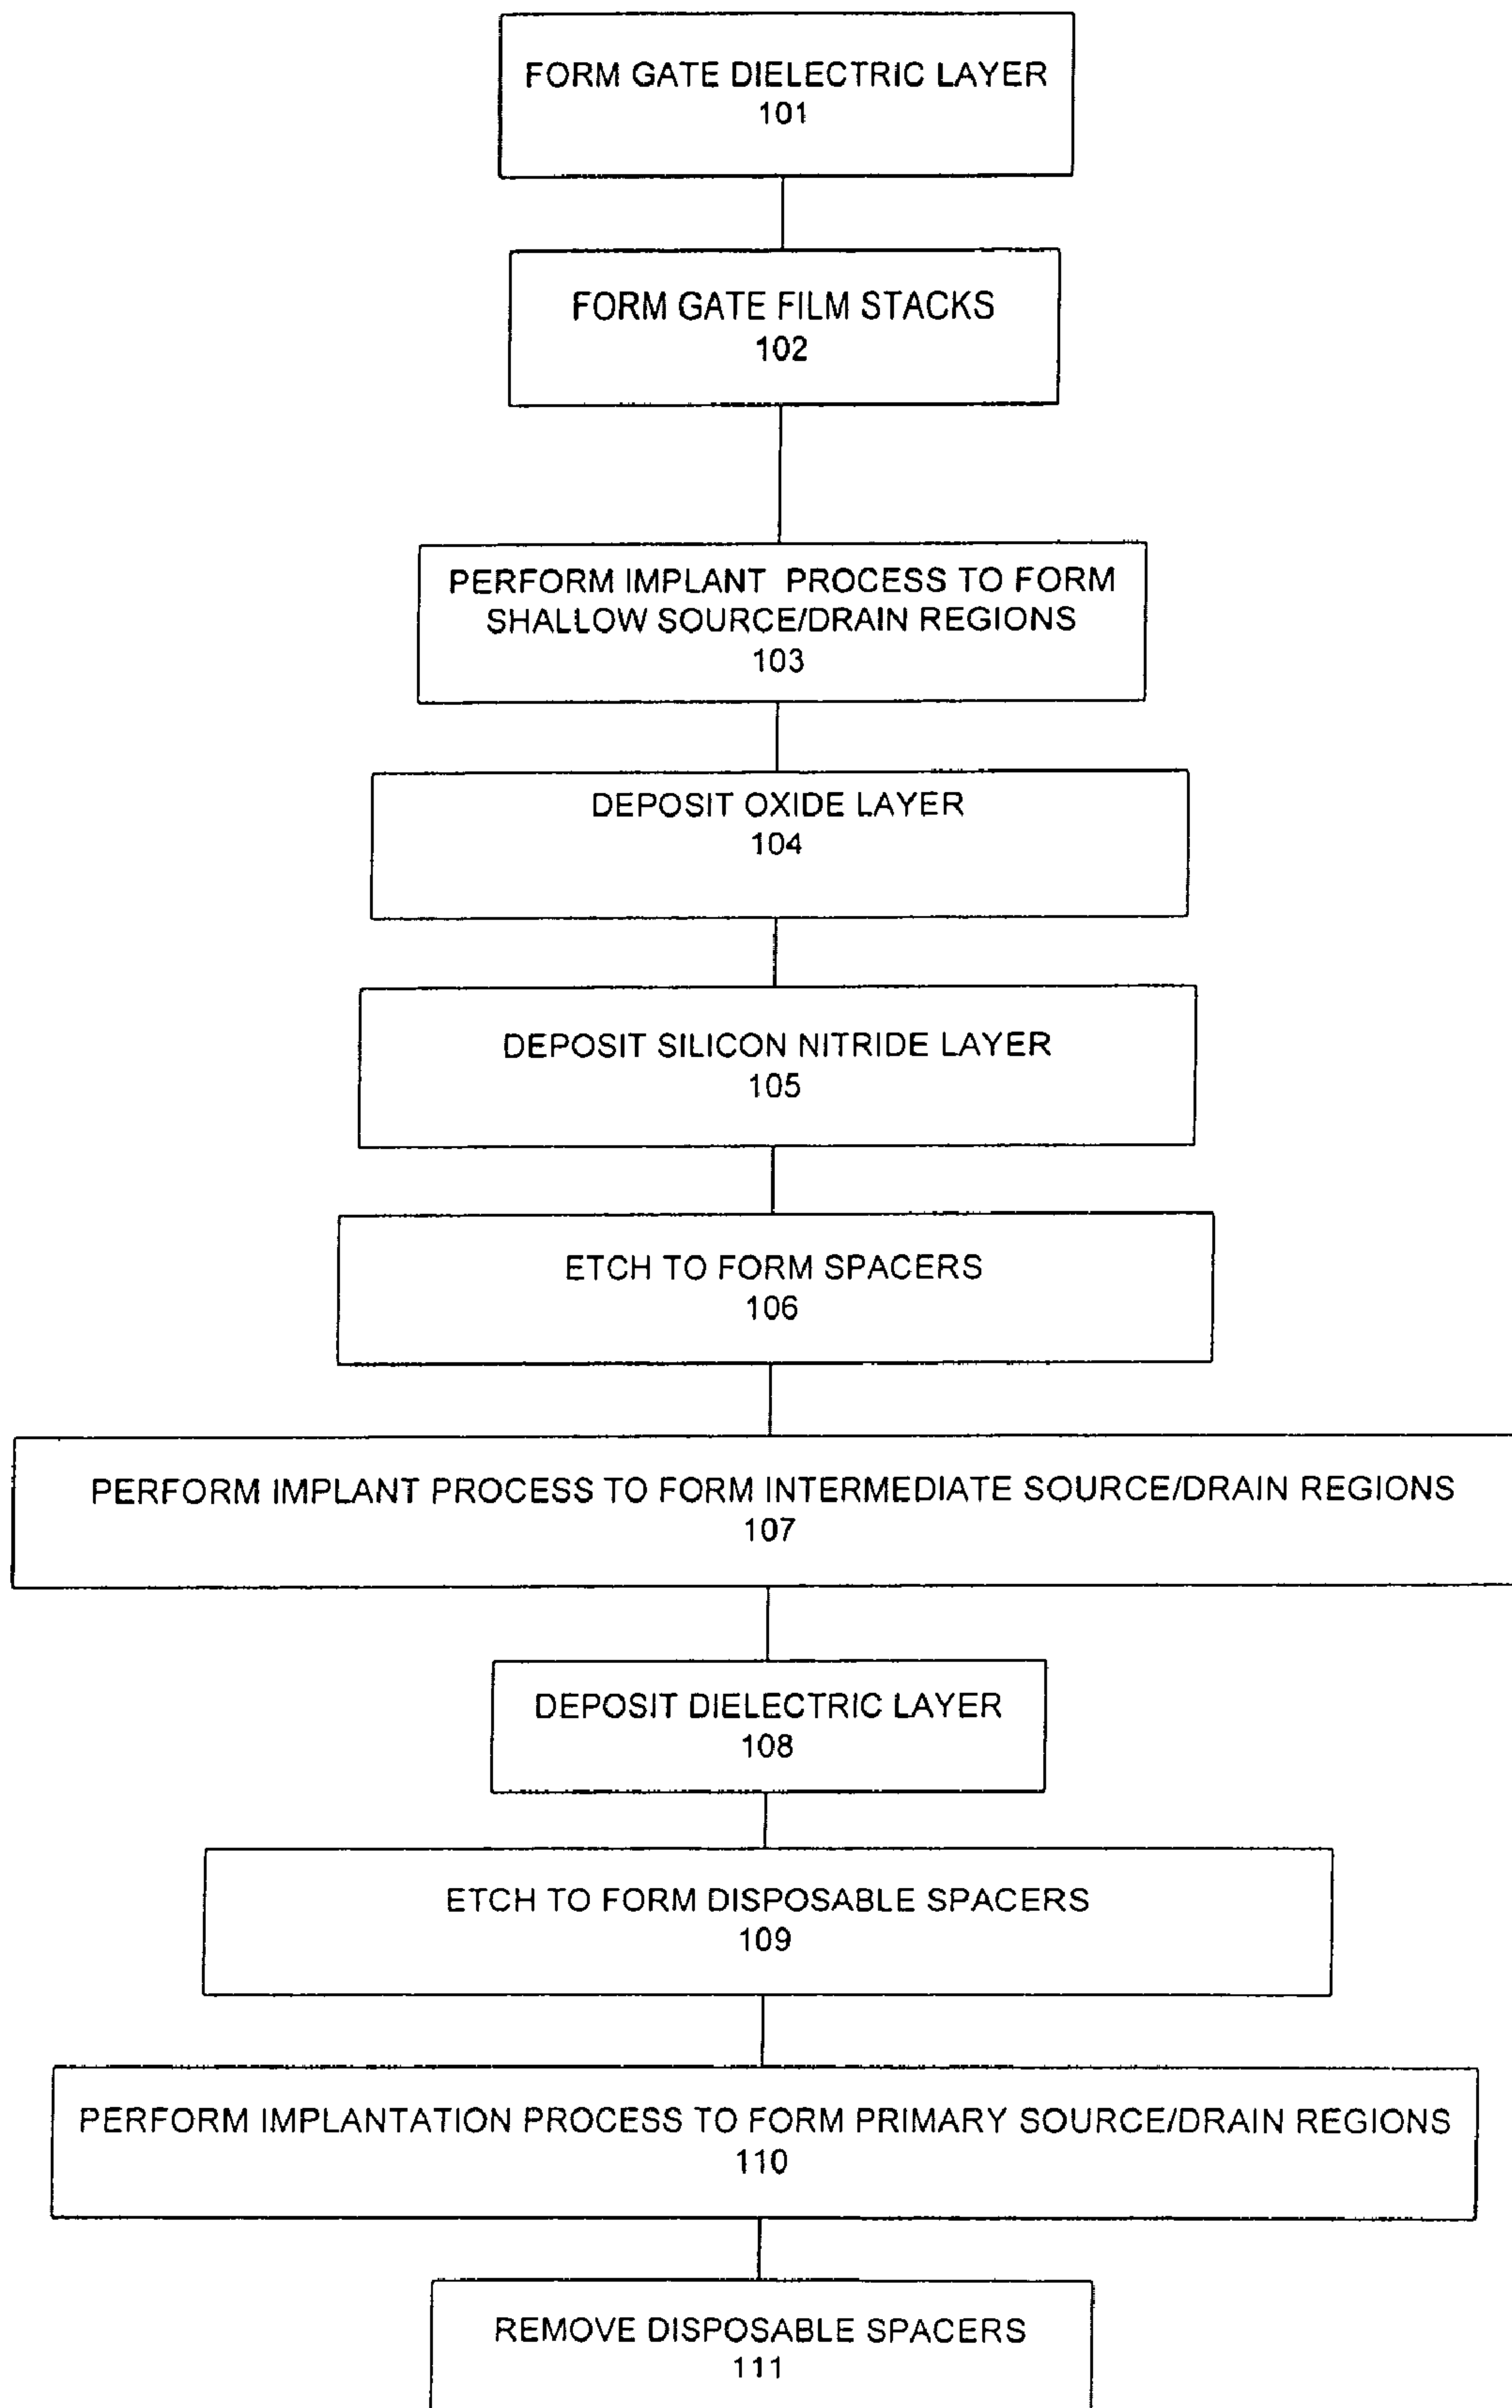 FORM GATE DIELECTRIC LAYER
101
FORM GATE FILM STACKS
102
PERFORM IMPLANT PROCESS TO FORM
SHALLOW SOURCE/DRAIN REGIONS
103
DEPOSIT OXIDE LAYER
104
DEPOSIT SILICON NITRIDE LAYER
105
ETCH TO FORM SPACERS
106
PERFORM IMPLANT PROCESS TO FORM INTERMEDIATE SOURCE/DRAIN REGIONS
107
DEPOSIT DIELECTRIC LAYER
108
ETCH TO FORM DISPOSABLE SPACERS
109
PERFORM IMPLANTATION PROCESS TO FORM PRIMARY SOURCE/DRAIN REGIONS
110
REMOVE DISPOSABLE SPACERS
111